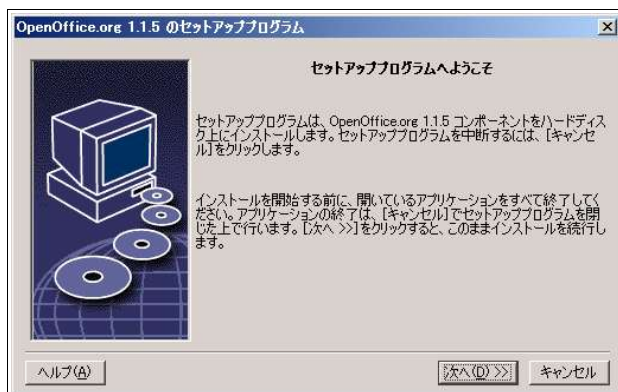 OpenOffice.org 1.1.5 のセットアッププログラム
セットアッププログラムへようこそ
セットアッププログラムは、OpenOffice.org 1.1.5 コンポーネントをハードディス
ク上にインストールします。セットアッププログラムを中断するには、[キャンセ
ル]をクリックします。
インストールを開始する前に、開いているアプリケーションをすべて終了してく
ださい。アプリケーションの終了は、[キャンセル]でセットアッププログラムを閉
じた上で行います。[次へ >>]をクリックすると、このままインストールを続行し
ます。
ヘルプ(A)
次へ(D) >>
キャンセル